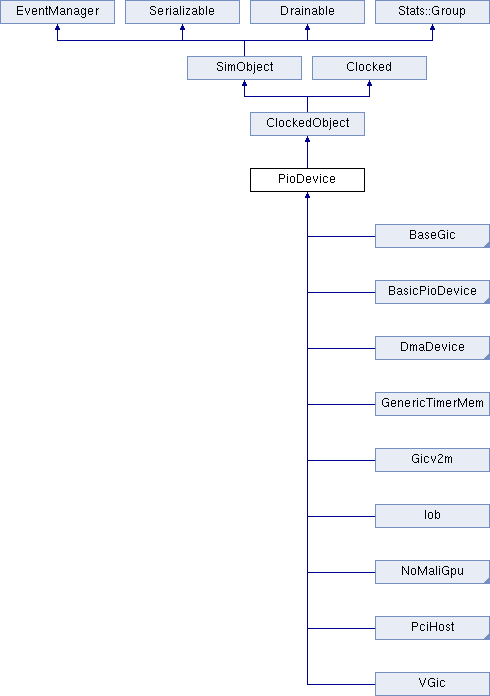 EventManager
Serializable
Drainable
Stats::Group
SimObject
Clocked
ClockedObject
PioDevice
BaseGic
BasicPioDevice
DmaDevice
GenericTimerMem
Gicv2m
Iob
NoMaliGpu
PciHost
VGic